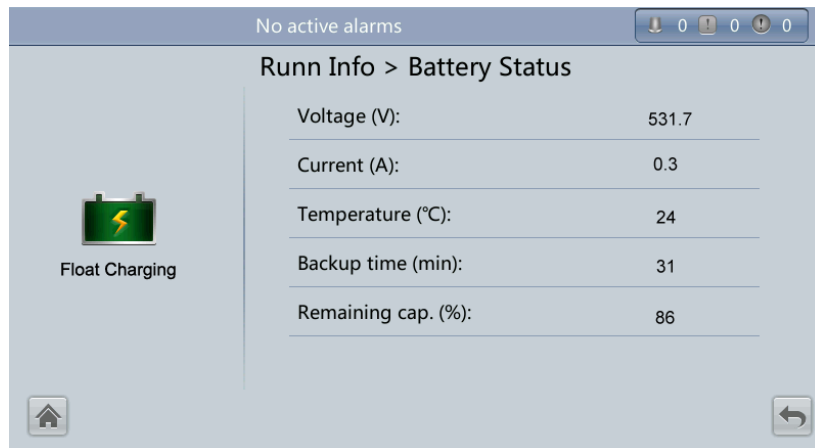 No active alarms 0 0 0
Runn Info > Battery Status
Voltage (V): 531.7
Current (A): 0.3
Temperature (℃): 24
Backup time (min): 31
Remaining cap. (%): 86
Float Charging